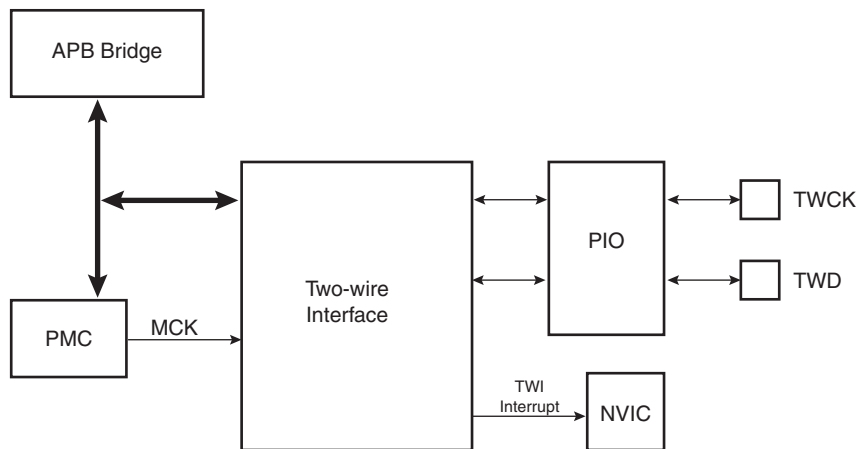 APB Bridge
TWCK
PIO
Two-wire
Interface
TWD
PMC
MCK
TWI
Interrupt
NVIC